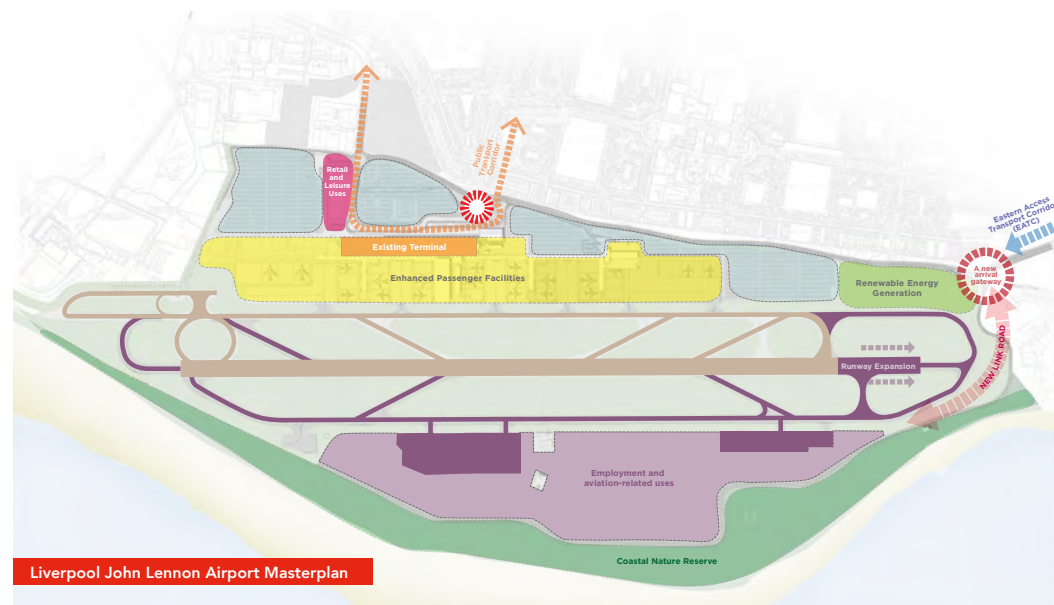 Public
Transport
Corridor
Retail
and
Leisure
Uses
Eastern Access
Transport Corridor
(EATC)
Existing Terminal
Enhanced Passenger Facilities
A new
arrival
gateway
Renewable Energy
Generation
NEW LINK ROAD
Runway Expansion
Employment and
aviation-related uses
Coastal Nature Reserve
Liverpool John Lennon Airport Masterplan